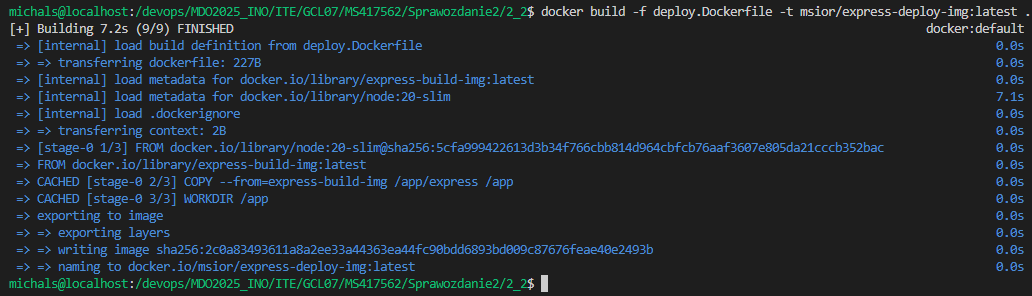 michals@localhost:/devops/MDO2025_INO/ITE/GCL07/MS417562/Sprawozdanie2/2_2$ docker build -f deploy.Dockerfile -t msior/express-deploy-img:latest .
[+] Building 7.2s (9/9) FINISHED docker:default
=> [internal] load build definition from deploy.Dockerfile 0.0s
=> => transferring dockerfile: 227B 0.0s
=> [internal] load metadata for docker.io/library/express-build-img:latest 0.0s
=> [internal] load metadata for docker.io/library/node:20-slim 7.1s
=> [internal] load .dockerignore 0.0s
=> => transferring context: 2B 0.0s
=> [stage-0 1/3] FROM docker.io/library/node:20-slim@sha256:5cfa999422613d3b34f766cbb814d964cbfcb76aaf3607e805da21cccb352bac 0.0s
=> FROM docker.io/library/express-build-img:latest 0.0s
=> CACHED [stage-0 2/3] COPY --from=express-build-img /app/express /app 0.0s
=> CACHED [stage-0 3/3] WORKDIR /app 0.0s
=> exporting to image 0.0s
=> => exporting layers 0.0s
=> => writing image sha256:2c0a83493611a8a2ee33a44363ea44fc90bdd6893bd009c87676feae40e2493b 0.0s
=> => naming to docker.io/msior/express-deploy-img:latest 0.0s
michals@localhost:/devops/MDO2025_INO/ITE/GCL07/MS417562/Sprawozdanie2/2_2$